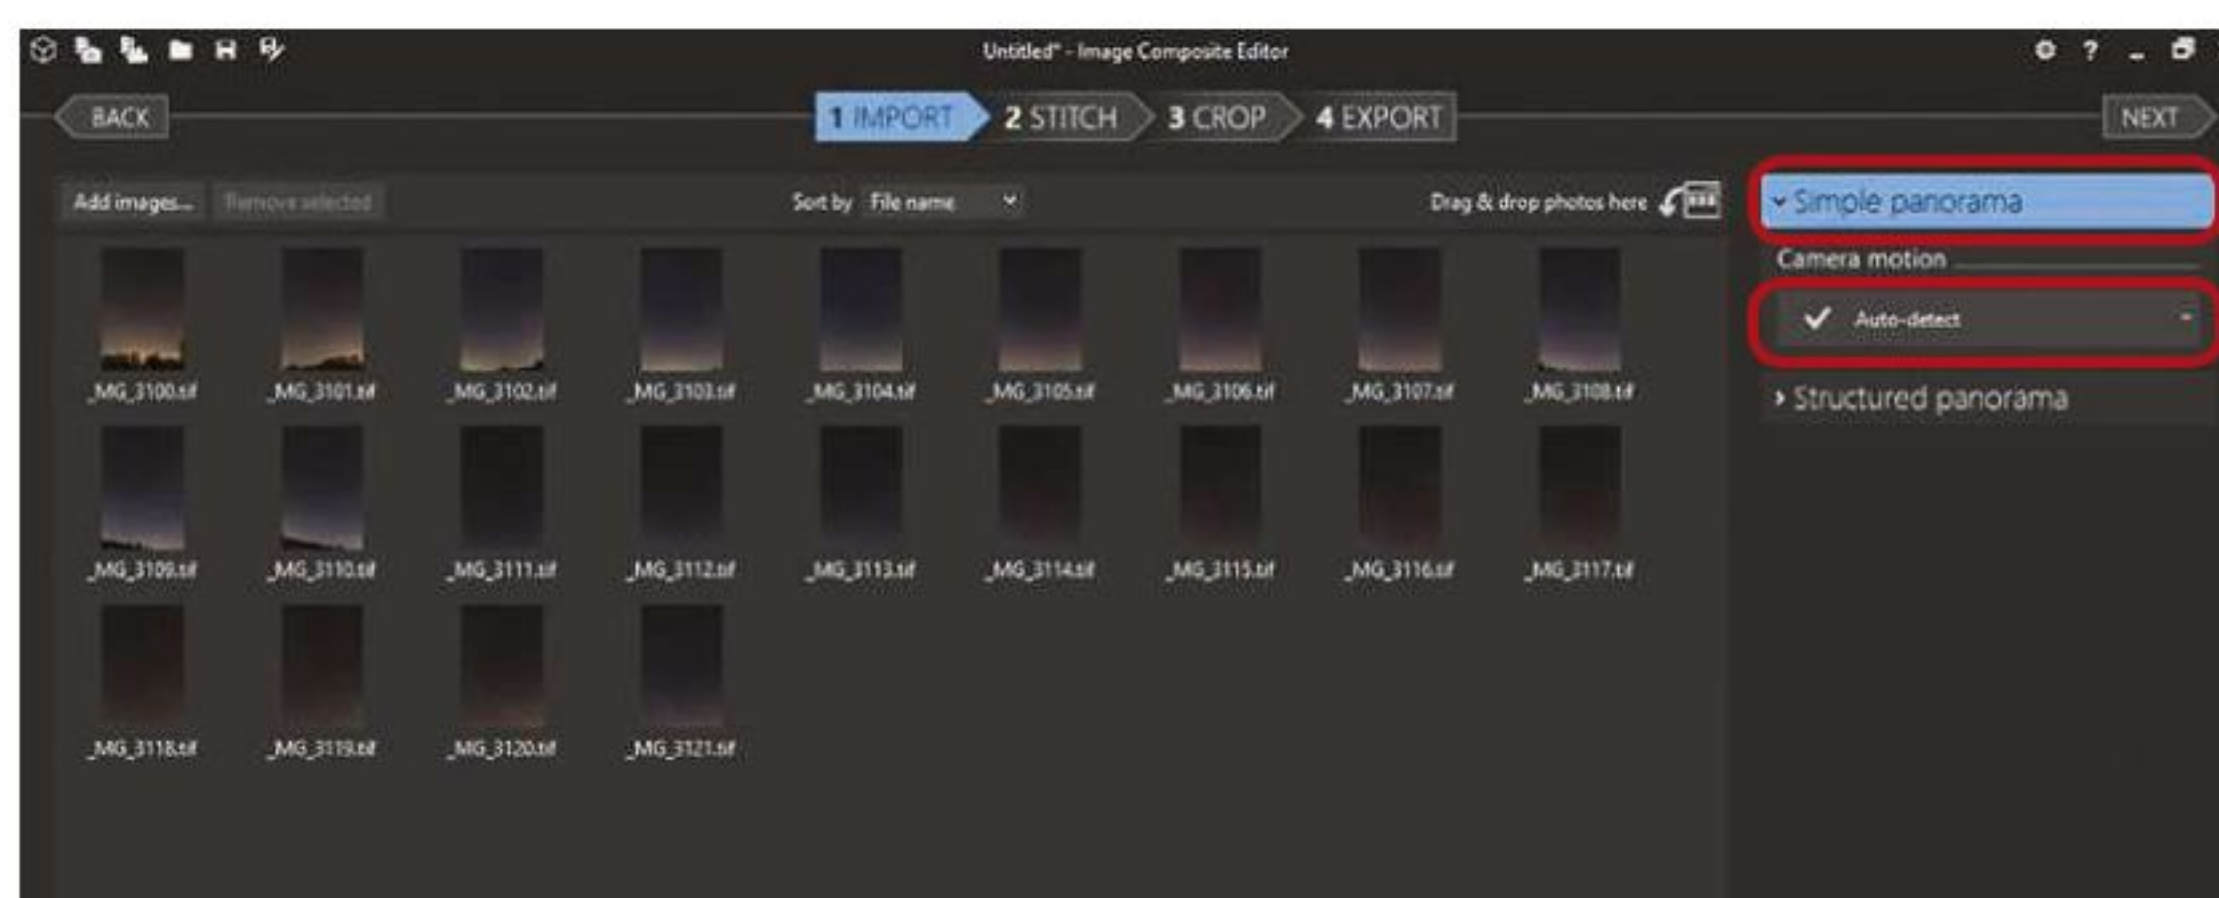 Untitled* - Image Composite Editor
?
BACK
1 IMPORT
2 STITCH
3 CROP
4 EXPORT
NEXT
Add images...
Remove selected
Sort by
File name
Drag & drop photos here
Simple panorama
Camera motion
Auto-detect
Structured panorama
_MG_3100.tif
_MG_3101.tif
_MG_3102.tif
_MG_3103.tif
_MG_3104.tif
_MG_3105.tif
_MG_3106.tif
_MG_3107.tif
_MG_3108.tif
_MG_3109.tif
_MG_3110.tif
_MG_3111.tif
_MG_3112.tif
_MG_3113.tif
_MG_3114.tif
_MG_3115.tif
_MG_3116.tif
_MG_3117.tif
_MG_3118.tif
_MG_3119.tif
_MG_3120.tif
_MG_3121.tif